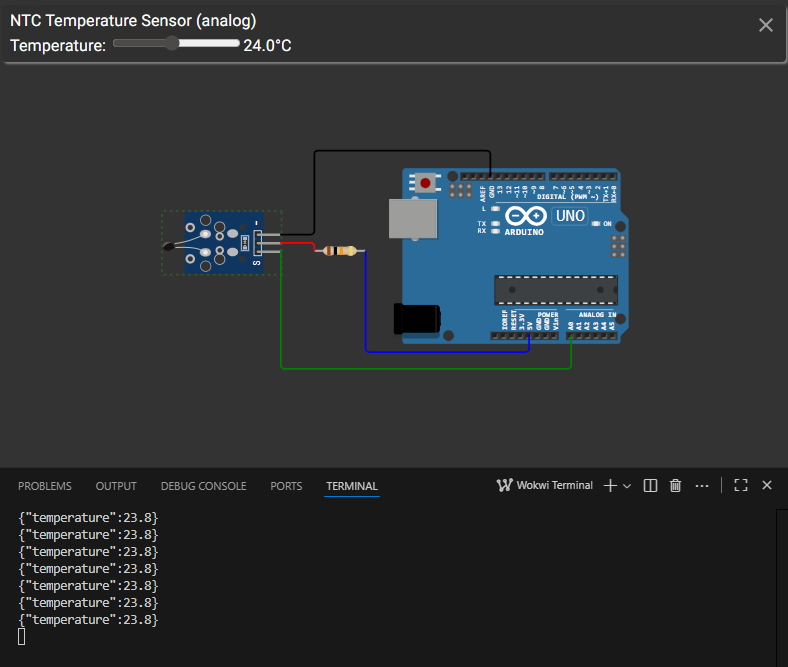 NTC Temperature Sensor (analog)
Temperature: 24.0°C
AREF
GND
13
12
~11
~10
~9
8
7
~6
~5
4
~3
2
TX→1
RX←0
DIGITAL (PWM ~)
L
TX
RX
ARDUINO
UNO
ON
-
S
IOREF
RESET
3.3V
5V
GND
GND
Vin
POWER
ANALOG IN
A0
A1
A2
A3
A4
A5
PROBLEMS OUTPUT DEBUG CONSOLE PORTS TERMINAL Wokwi Terminal
{"temperature":23.8}
{"temperature":23.8}
{"temperature":23.8}
{"temperature":23.8}
{"temperature":23.8}
{"temperature":23.8}
{"temperature":23.8}